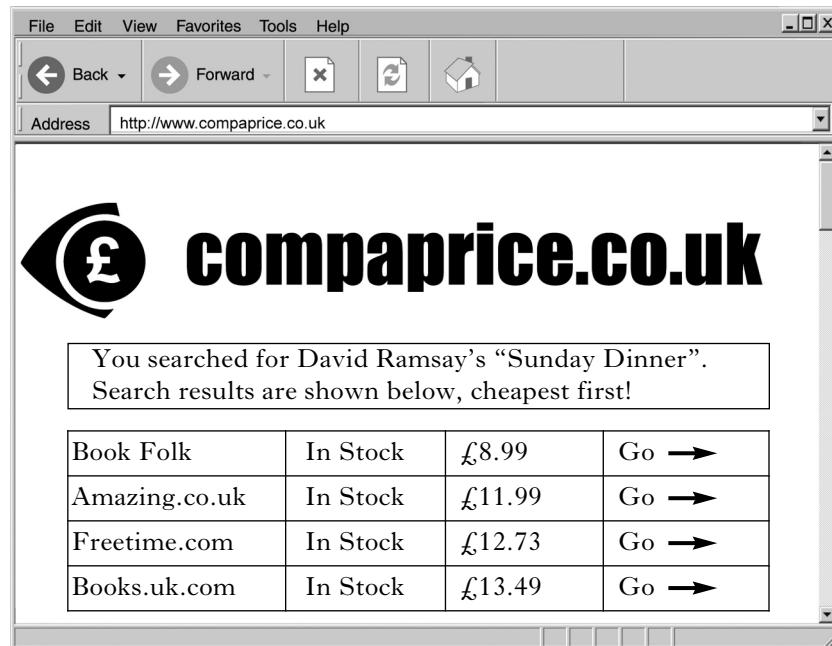 File Edit View Favorites Tools Help
Back Forward
Address http://www.compaprice.co.uk
£ compaprice.co.uk
You searched for David Ramsay’s “Sunday Dinner”.
Search results are shown below, cheapest first!
Book Folk In Stock £8.99 Go
Amazing.co.uk In Stock £11.99 Go
Freetime.com In Stock £12.73 Go
Books.uk.com In Stock £13.49 Go